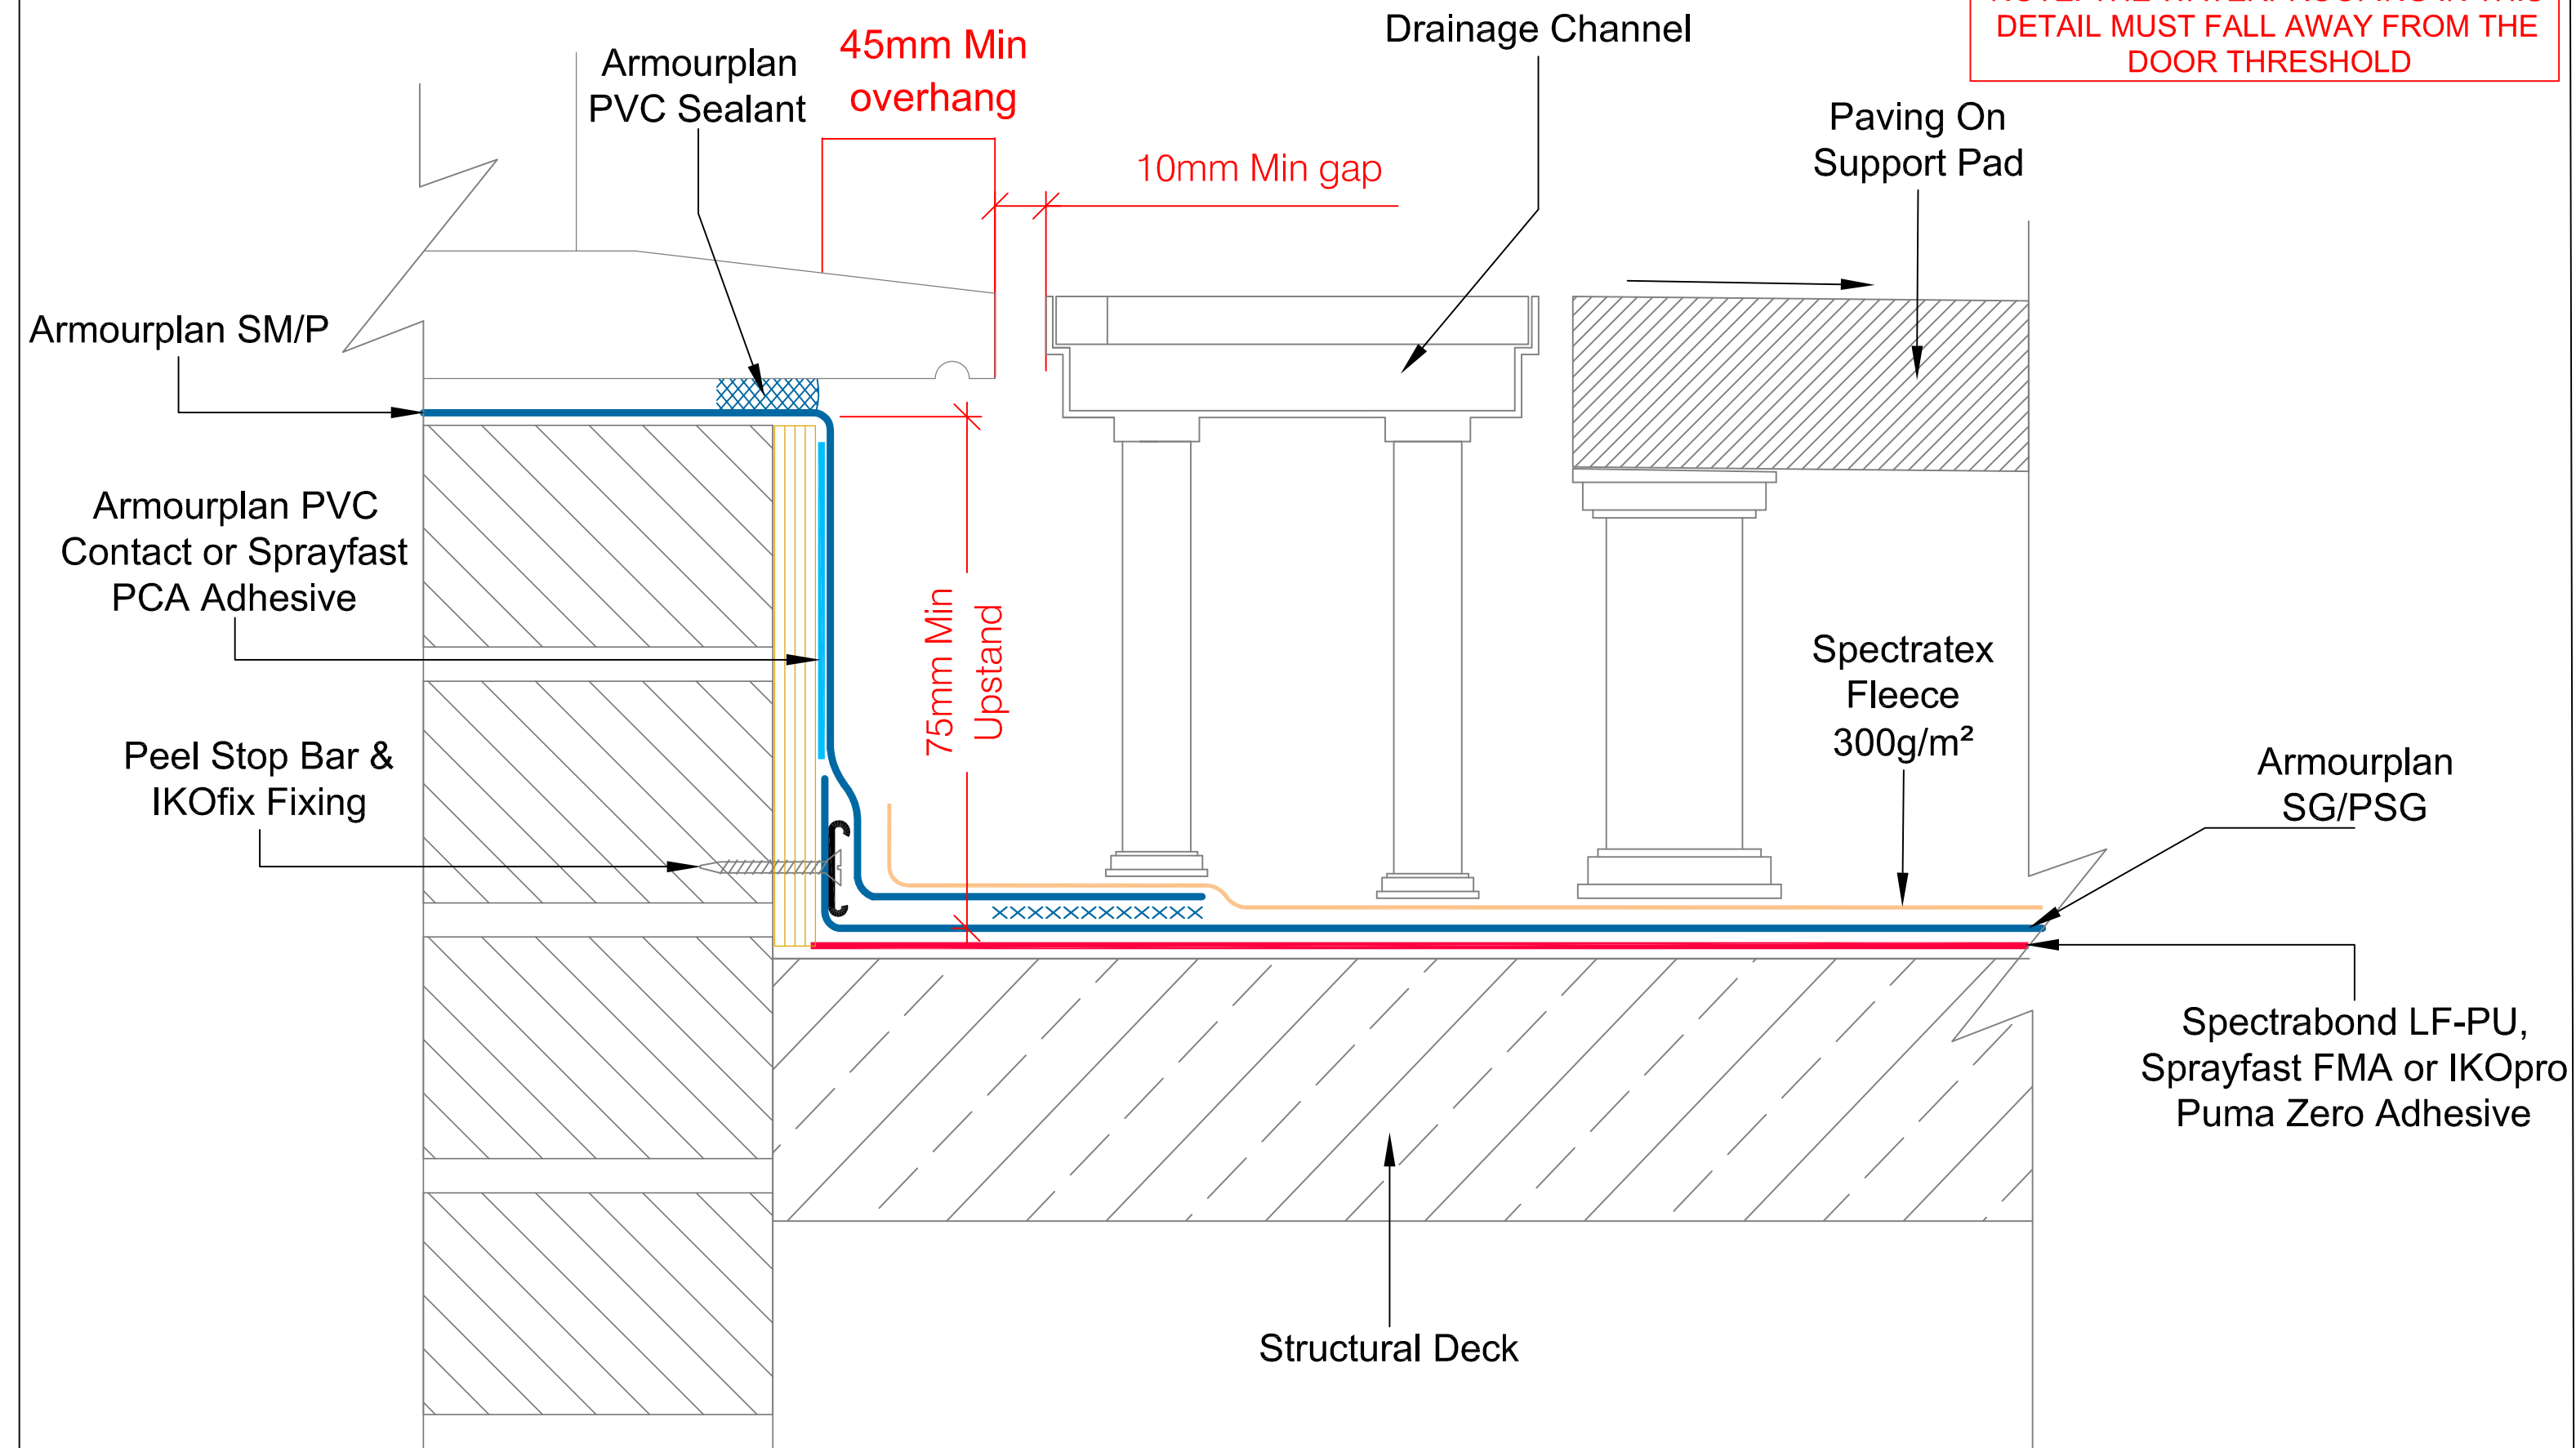 Drainage Channel
DETAIL MUST FALL AWAY FROM THE
DOOR THRESHOLD
45mm Min
overhang
Armourplan
PVC Sealant
10mm Min gap
Paving On
Support Pad
Armourplan SM/P
Armourplan PVC
Contact or Sprayfast
PCA Adhesive
75mm Min
Upstand
Spectratex
Fleece
300g/m²
Peel Stop Bar &
IKOfix Fixing
Armourplan
SG/PSG
Spectrabond LF-PU,
Sprayfast FMA or IKOpro
Puma Zero Adhesive
Structural Deck